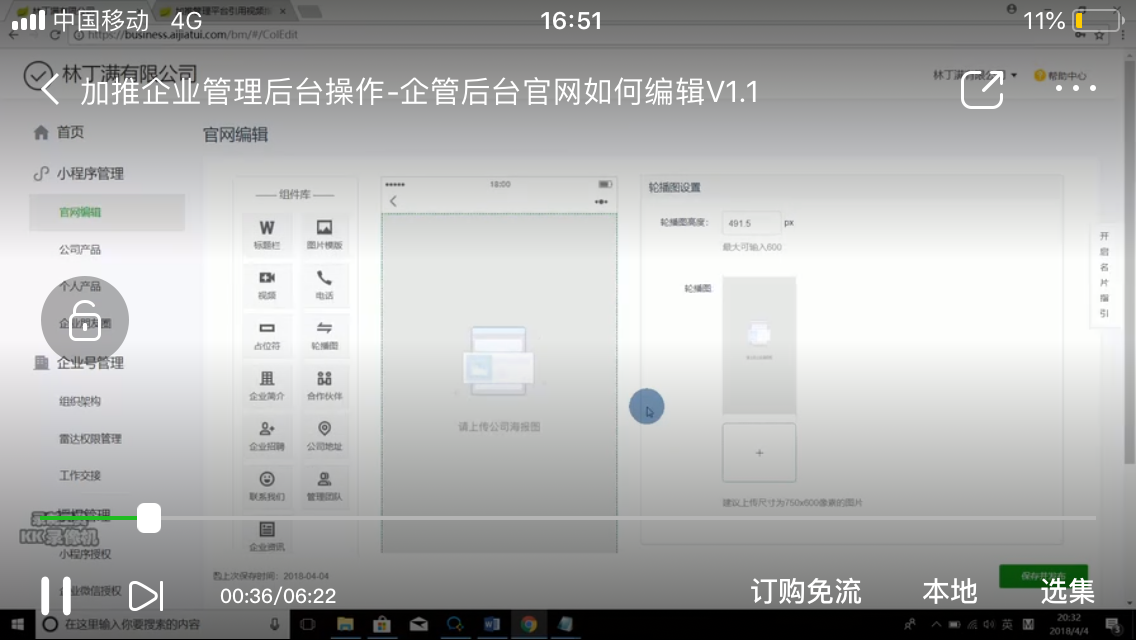 中国移动 4G 16:51 11%
https://business.aijiatui.com/bm/#/ColEdit
林丁满有限公司
帮助中心
加推企业管理后台操作-企管后台官网如何编辑V1.1
首页
小程序管理
官网编辑
公司产品
个人产品
企业朋友圈
企业号管理
组织架构
雷达权限管理
工作交接
授权管理
小程序授权
企业微信授权
官网编辑
组件库
标题栏 图片模版
视频 电话
占位符 轮播图
企业简介 合作伙伴
企业招聘 公司地址
联系我们 管理团队
企业资讯
18:00
请上传公司海报图
轮播图设置
轮播图高度: 491.5 px
最大可输入600
轮播图
建议上传尺寸为750x600像素的图片
开启名片指引
上次保存时间: 2018-04-04
KK录像机
00:36/06:22
订购免流 本地 选集
在这里输入你要搜索的内容
英
20:32
2018/4/4
3